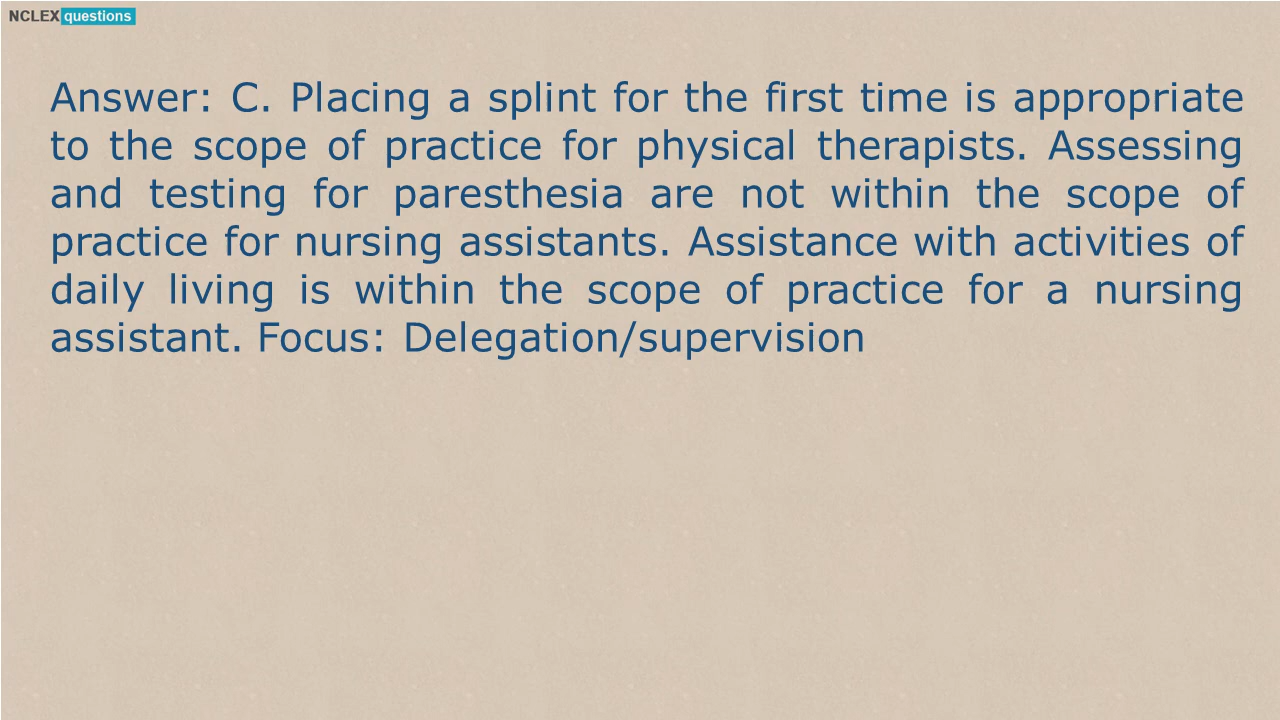 NCLEX questions
Answer: C. Placing a splint for the first time is appropriate
to the scope of practice for physical therapists. Assessing
and testing for paresthesia are not within the scope of
practice for nursing assistants. Assistance with activities of
daily living is within the scope of practice for a nursing
assistant. Focus: Delegation/supervision